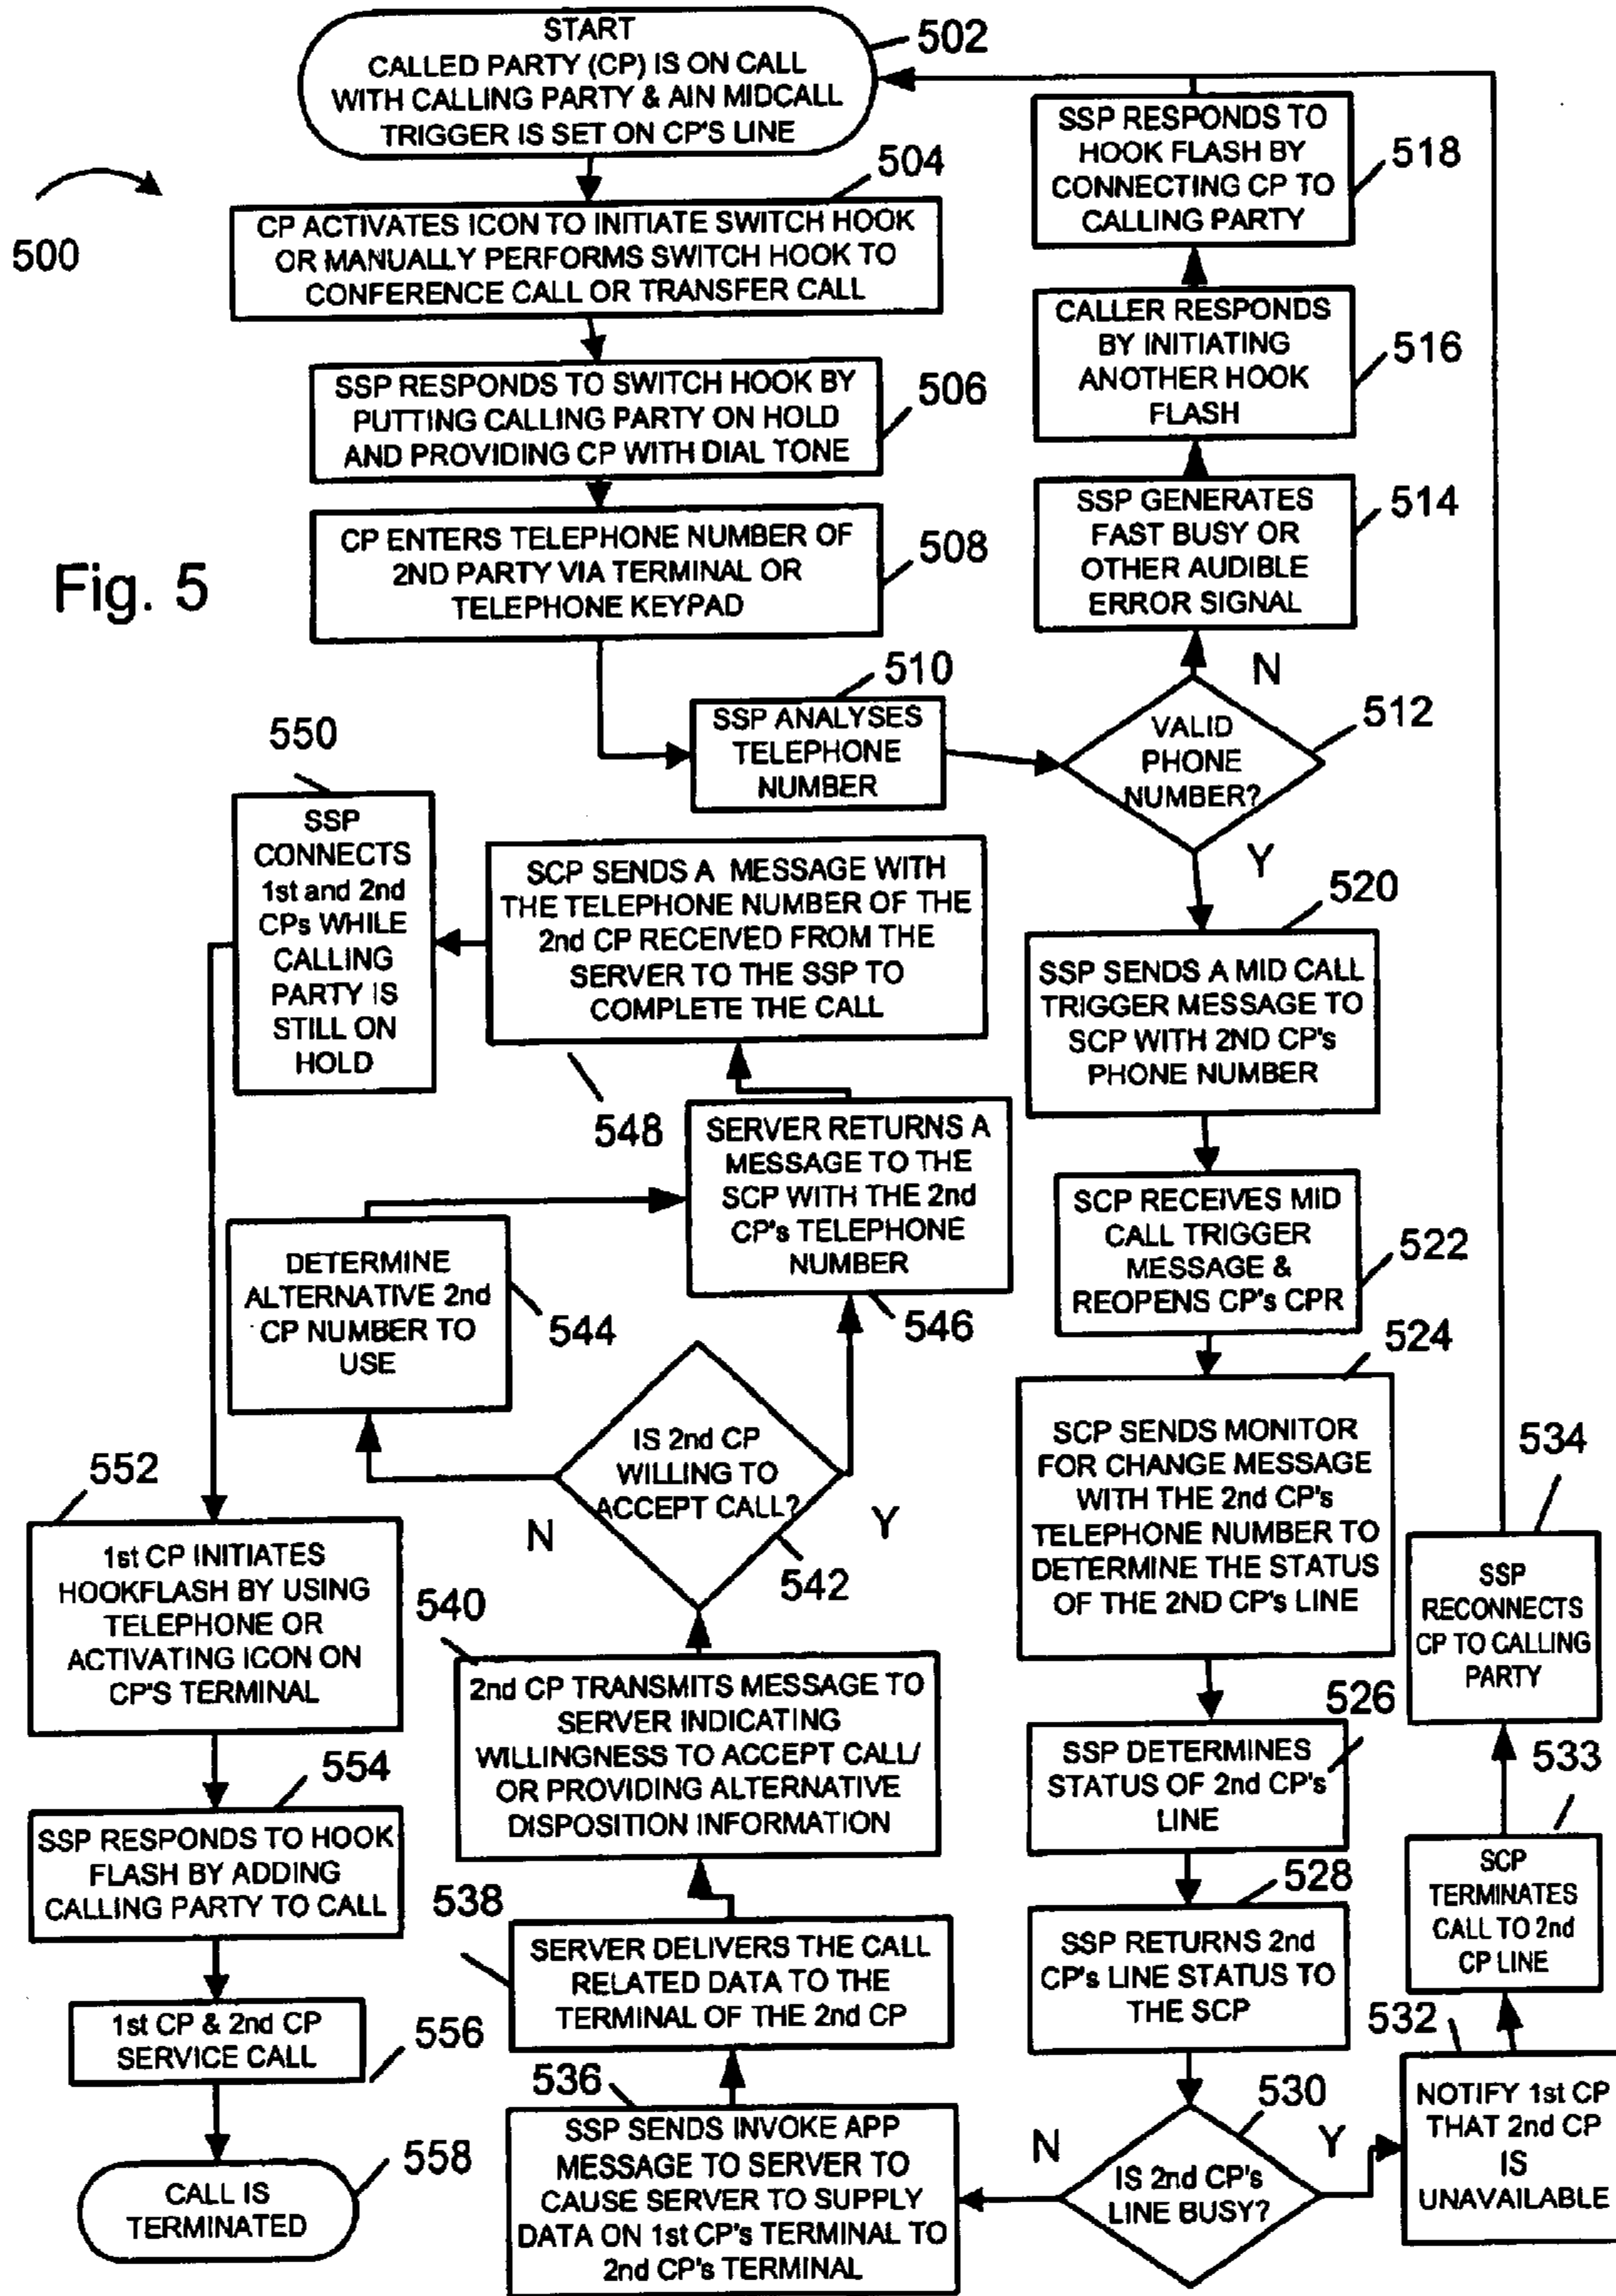 START
CALLED PARTY (CP) IS ON CALL
WITH CALLING PARTY & AIN MIDCALL
TRIGGER IS SET ON CP'S LINE
502
500
504
CP ACTIVATES ICON TO INITIATE SWITCH HOOK
OR MANUALLY PERFORMS SWITCH HOOK TO
CONFERENCE CALL OR TRANSFER CALL
SSP RESPONDS TO SWITCH HOOK BY
PUTTING CALLING PARTY ON HOLD
AND PROVIDING CP WITH DIAL TONE
506
Fig. 5
CP ENTERS TELEPHONE NUMBER OF
2ND PARTY VIA TERMINAL OR
TELEPHONE KEYPAD
508
510
SSP ANALYSES
TELEPHONE
NUMBER
VALID
PHONE
NUMBER?
512
N
Y
SSP GENERATES
FAST BUSY OR
OTHER AUDIBLE
ERROR SIGNAL
514
CALLER RESPONDS
BY INITIATING
ANOTHER HOOK
FLASH
516
SSP RESPONDS TO
HOOK FLASH BY
CONNECTING CP TO
CALLING PARTY
518
520
SSP SENDS A MID CALL
TRIGGER MESSAGE TO
SCP WITH 2ND CP's
PHONE NUMBER
SCP RECEIVES MID
CALL TRIGGER
MESSAGE &
REOPENS CP's CPR
522
524
SCP SENDS MONITOR
FOR CHANGE MESSAGE
WITH THE 2nd CP's
TELEPHONE NUMBER TO
DETERMINE THE STATUS
OF THE 2ND CP's LINE
526
SSP DETERMINES
STATUS OF 2nd CP's
LINE
528
SSP RETURNS 2nd
CP's LINE STATUS TO
THE SCP
530
IS 2nd CP's
LINE BUSY?
N
Y
532
NOTIFY 1st CP
THAT 2nd CP
IS
UNAVAILABLE
533
SCP
TERMINATES
CALL TO 2nd
CP LINE
534
SSP
RECONNECTS
CP TO CALLING
PARTY
536
SSP SENDS INVOKE APP
MESSAGE TO SERVER TO
CAUSE SERVER TO SUPPLY
DATA ON 1st CP's TERMINAL TO
2nd CP's TERMINAL
538
SERVER DELIVERS THE CALL
RELATED DATA TO THE
TERMINAL OF THE 2nd CP
540
2nd CP TRANSMITS MESSAGE TO
SERVER INDICATING
WILLINGNESS TO ACCEPT CALL/
OR PROVIDING ALTERNATIVE
DISPOSITION INFORMATION
IS 2nd CP
WILLING TO
ACCEPT CALL?
542
N
Y
DETERMINE
ALTERNATIVE 2nd
CP NUMBER TO
USE
544
SERVER RETURNS A
MESSAGE TO THE
SCP WITH THE 2nd
CP's TELEPHONE
NUMBER
546
SCP SENDS A MESSAGE WITH
THE TELEPHONE NUMBER OF THE
2nd CP RECEIVED FROM THE
SERVER TO THE SSP TO
COMPLETE THE CALL
548
550
SSP
CONNECTS
1st and 2nd
CPs WHILE
CALLING
PARTY IS
STILL ON
HOLD
552
1st CP INITIATES
HOOKFLASH BY USING
TELEPHONE OR
ACTIVATING ICON ON
CP'S TERMINAL
554
SSP RESPONDS TO HOOK
FLASH BY ADDING
CALLING PARTY TO CALL
1st CP & 2nd CP
SERVICE CALL
556
CALL IS
TERMINATED
558